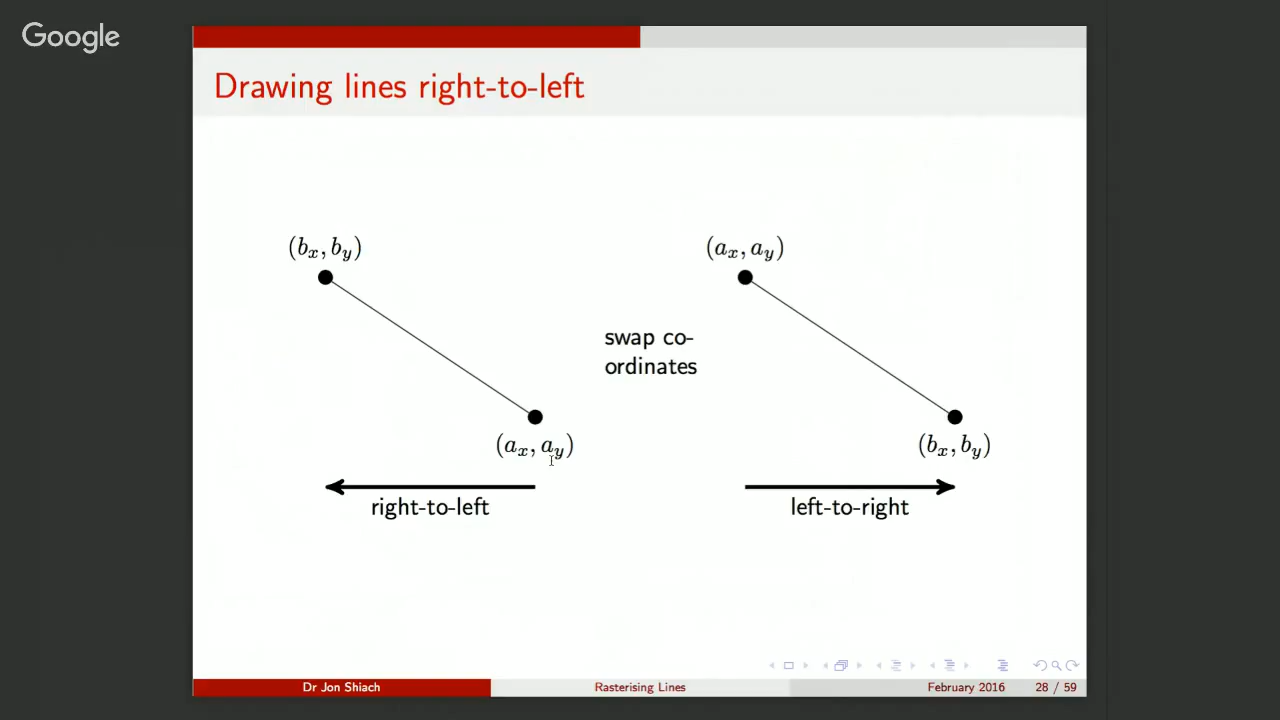 Google
Drawing lines right-to-left
(b_x, b_y)
(a_x, a_y)
swap co-
ordinates
(a_x, a_y)
(b_x, b_y)
right-to-left
left-to-right
Dr Jon Shiach
Rasterising Lines
February 2016
28 / 59